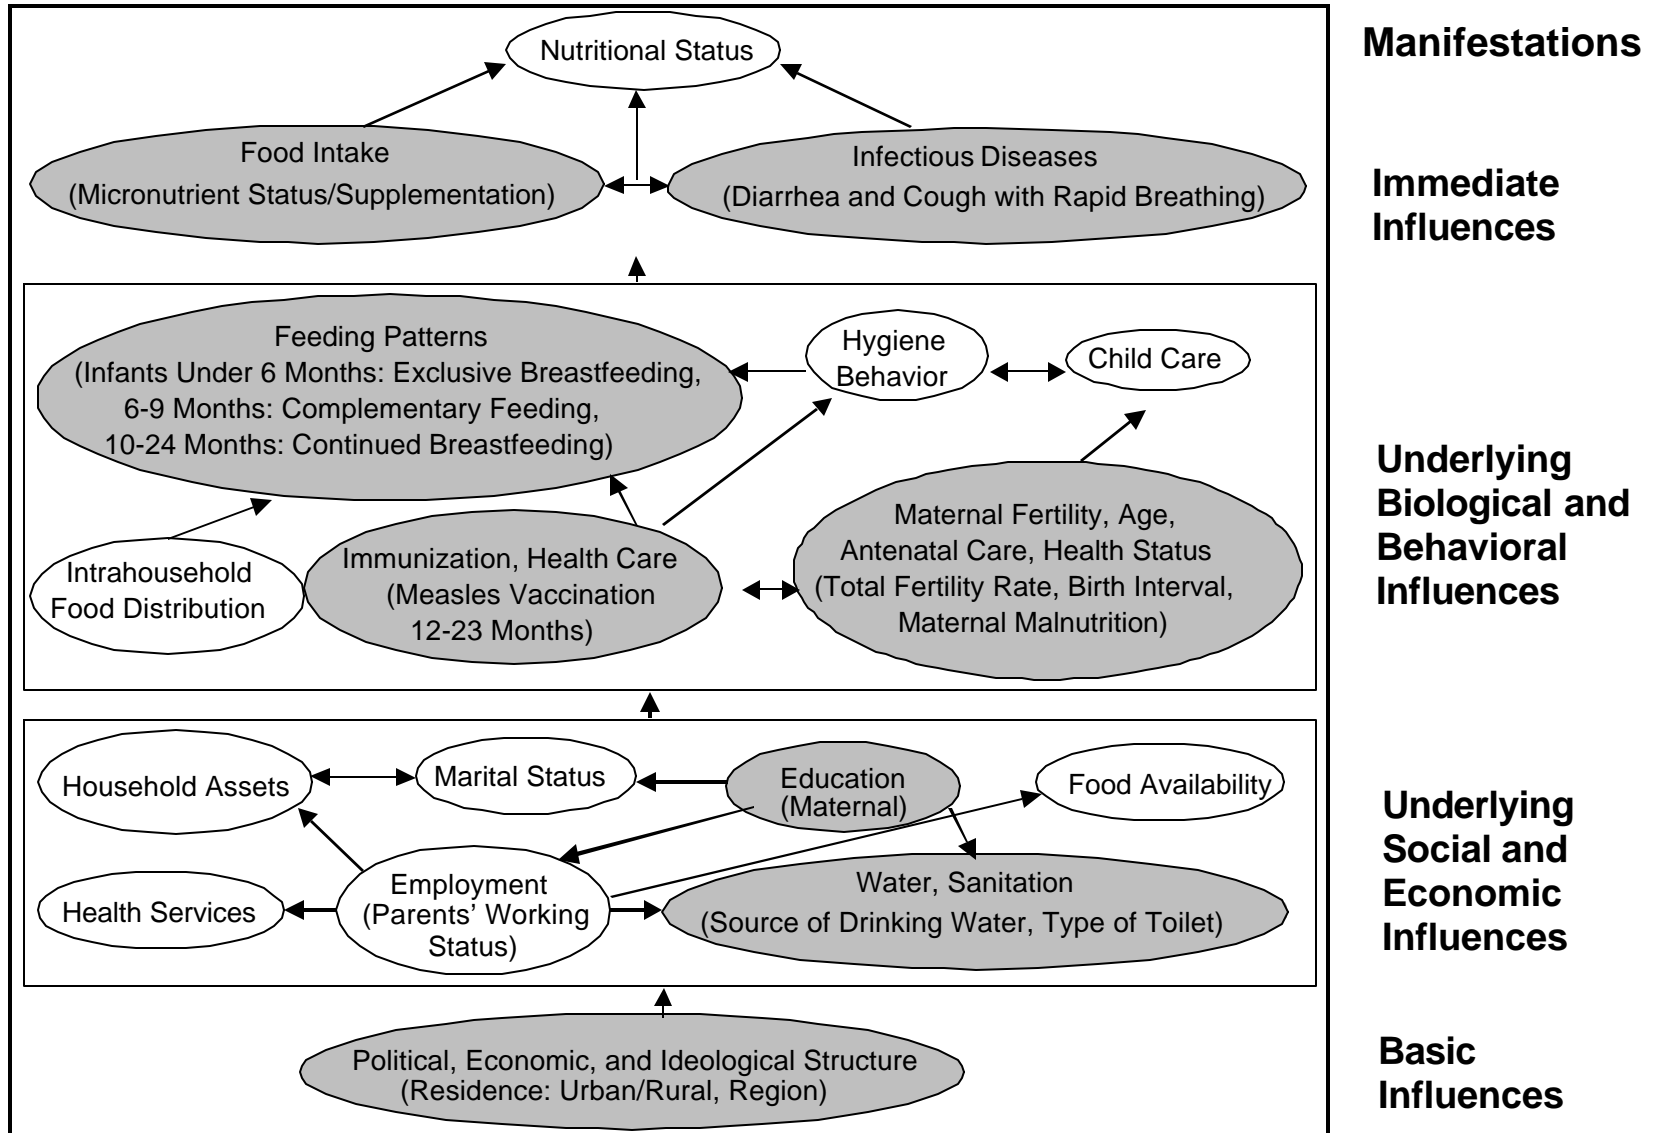 Manifestations
Nutritional Status
Immediate
Influences
Food Intake
(Micronutrient Status/Supplementation)
Infectious Diseases
(Diarrhea and Cough with Rapid Breathing)
Underlying
Biological and
Behavioral
Influences
Feeding Patterns
(Infants Under 6 Months: Exclusive Breastfeeding,
6-9 Months: Complementary Feeding,
10-24 Months: Continued Breastfeeding)
Hygiene
Behavior
Child Care
Intrahousehold
Food Distribution
Immunization, Health Care
(Measles Vaccination
12-23 Months)
Maternal Fertility, Age,
Antenatal Care, Health Status
(Total Fertility Rate, Birth Interval,
Maternal Malnutrition)
Underlying
Social and
Economic
Influences
Household Assets
Marital Status
Education
(Maternal)
Food Availability
Health Services
Employment
(Parents' Working
Status)
Water, Sanitation
(Source of Drinking Water, Type of Toilet)
Basic
Influences
Political, Economic, and Ideological Structure
(Residence: Urban/Rural, Region)